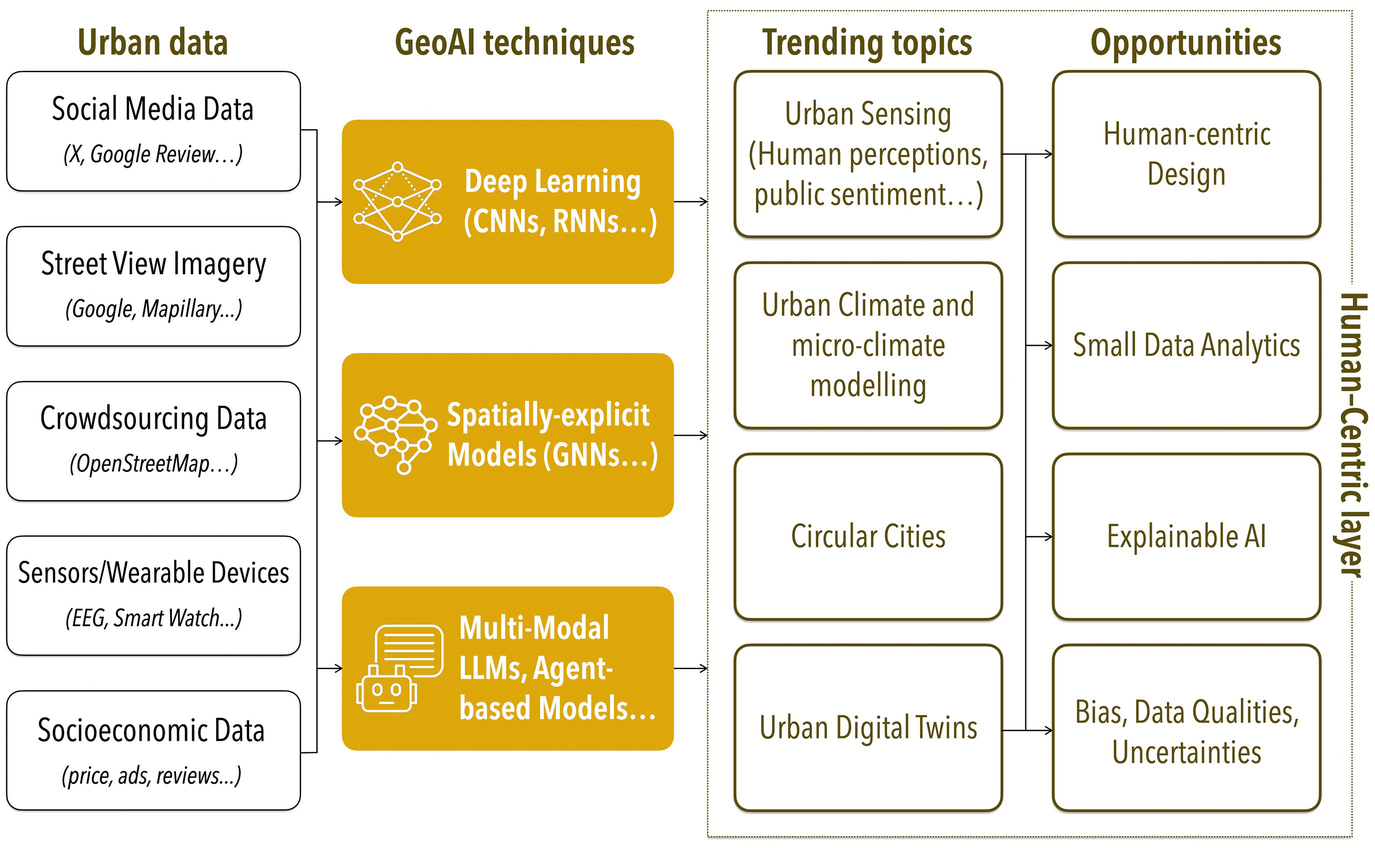 Urban data
Social Media Data
(X, Google Review…)
Street View Imagery
(Google, Mapillary...)
Crowdsourcing Data
(OpenStreetMap…)
Sensors/Wearable Devices
(EEG, Smart Watch...)
Socioeconomic Data
(price, ads, reviews...)
GeoAI techniques
Deep Learning
(CNNs, RNNs…)
Spatially-explicit
Models (GNNs…)
Multi-Modal
LLMs, Agent-
based Models…
Trending topics
Urban Sensing
(Human perceptions,
public sentiment…)
Urban Climate and
micro-climate
modelling
Circular Cities
Urban Digital Twins
Opportunities
Human-centric
Design
Small Data Analytics
Explainable AI
Bias, Data Qualities,
Uncertainties
Human-Centric layer